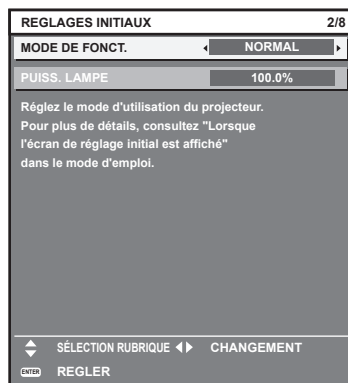 REGLAGES INITIAUX 2/8
MODE DE FONCT. NORMAL
PUISS. LAMPE 100.0%
Réglez le mode d'utilisation du projecteur.
Pour plus de détails, consultez "Lorsque
l'écran de réglage initial est affiché"
dans le mode d'emploi.
SÉLECTION RUBRIQUE CHANGEMENT
ENTER REGLER